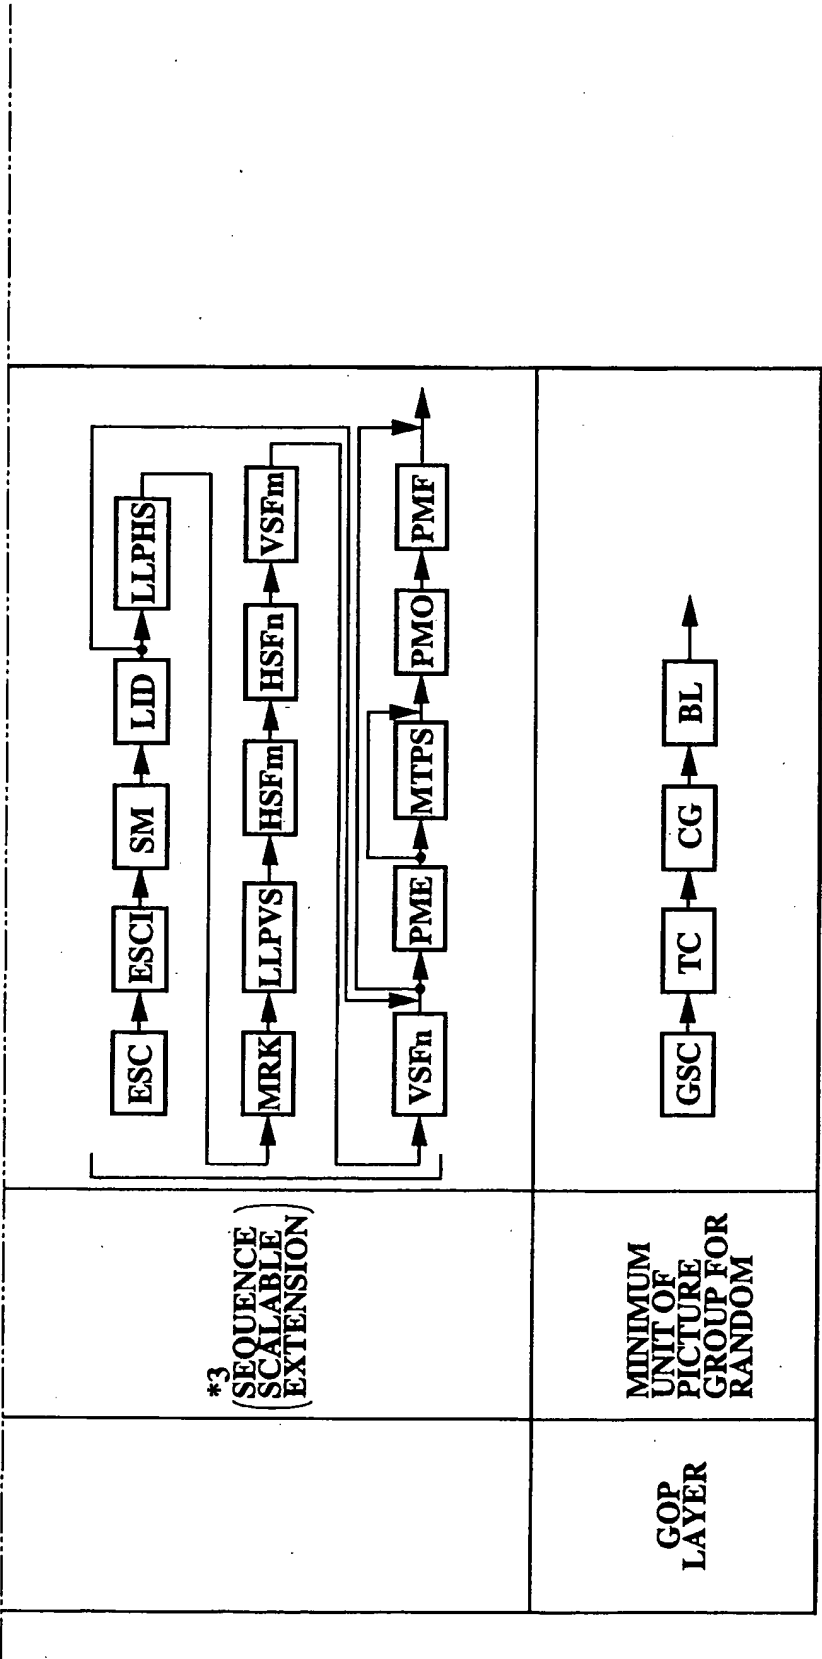 *3
(SEQUENCE
SCALABLE
EXTENSION)
ESC
ESCI
SM
LID
LLPHS
MRK
LLPVS
HSFm
HSFn
VSFm
VSFn
PME
MTPS
PMO
PMF
GOP
LAYER
MINIMUM
UNIT OF
PICTURE
GROUP FOR
RANDOM
GSC
TC
CG
BL